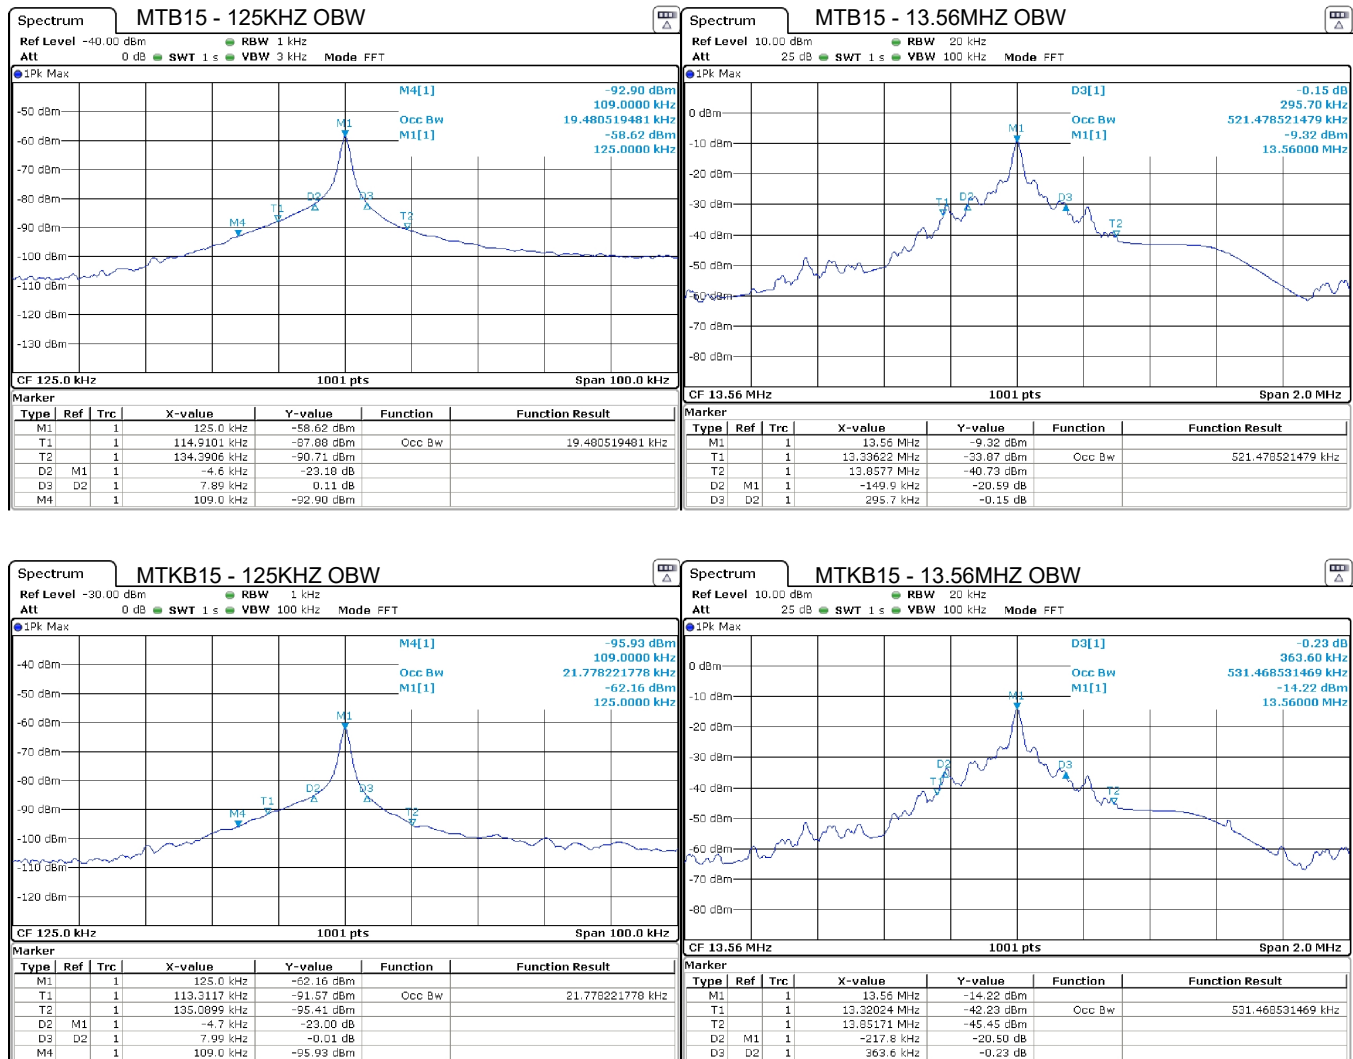 Spectrum MTB15 - 125KHZ OBW
Ref Level -40.00 dBm RBW 1 kHz
Att 0 dB SWT 1 s VBW 3 kHz Mode FFT
1Pk Max
M4[1] -92.90 dBm
109.0000 kHz
Occ Bw 19.480519481 kHz
M1[1] -58.62 dBm
125.0000 kHz
-50 dBm
M1
-60 dBm
-70 dBm
-80 dBm
D2 D3
T1 T2
M4
-90 dBm
-100 dBm
-110 dBm
-120 dBm
-130 dBm
CF 125.0 kHz 1001 pts Span 100.0 kHz
Marker
Type Ref Trc X-value Y-value Function Function Result
M1 1 125.0 kHz -58.62 dBm
T1 1 114.9101 kHz -87.88 dBm Occ Bw 19.480519481 kHz
T2 1 134.3906 kHz -90.71 dBm
D2 M1 1 -4.6 kHz -23.18 dB
D3 D2 1 7.89 kHz 0.11 dB
M4 1 109.0 kHz -92.90 dBm
Spectrum MTB15 - 13.56MHZ OBW
Ref Level 10.00 dBm RBW 20 kHz
Att 25 dB SWT 1 s VBW 100 kHz Mode FFT
1Pk Max
D3[1] -0.15 dB
295.70 kHz
Occ Bw 521.478521479 kHz
M1[1] -9.32 dBm
13.56000 MHz
0 dBm
M1
-10 dBm
-20 dBm
T1 D2 D3
-30 dBm
T2
-40 dBm
-50 dBm
-60 dBm
-70 dBm
-80 dBm
CF 13.56 MHz 1001 pts Span 2.0 MHz
Marker
Type Ref Trc X-value Y-value Function Function Result
M1 1 13.56 MHz -9.32 dBm
T1 1 13.33622 MHz -33.87 dBm Occ Bw 521.478521479 kHz
T2 1 13.8577 MHz -40.73 dBm
D2 M1 1 -149.9 kHz -20.59 dB
D3 D2 1 295.7 kHz -0.15 dB
Spectrum MTKB15 - 125KHZ OBW
Ref Level -30.00 dBm RBW 1 kHz
Att 0 dB SWT 1 s VBW 100 kHz Mode FFT
1Pk Max
M4[1] -95.93 dBm
109.0000 kHz
Occ Bw 21.778221778 kHz
M1[1] -62.16 dBm
125.0000 kHz
-40 dBm
-50 dBm
M1
-60 dBm
-70 dBm
-80 dBm
D2 D3
T1 T2
M4
-90 dBm
-100 dBm
-110 dBm
-120 dBm
CF 125.0 kHz 1001 pts Span 100.0 kHz
Marker
Type Ref Trc X-value Y-value Function Function Result
M1 1 125.0 kHz -62.16 dBm
T1 1 113.3117 kHz -91.57 dBm Occ Bw 21.778221778 kHz
T2 1 135.0899 kHz -95.41 dBm
D2 M1 1 -4.7 kHz -23.00 dB
D3 D2 1 7.99 kHz -0.01 dB
M4 1 109.0 kHz -95.93 dBm
Spectrum MTKB15 - 13.56MHZ OBW
Ref Level 10.00 dBm RBW 20 kHz
Att 25 dB SWT 1 s VBW 100 kHz Mode FFT
1Pk Max
D3[1] -0.23 dB
363.60 kHz
Occ Bw 531.468531469 kHz
M1[1] -14.22 dBm
13.56000 MHz
0 dBm
M1
-10 dBm
-20 dBm
-30 dBm
D2 D3
T1 T2
-40 dBm
-50 dBm
-60 dBm
-70 dBm
-80 dBm
CF 13.56 MHz 1001 pts Span 2.0 MHz
Marker
Type Ref Trc X-value Y-value Function Function Result
M1 1 13.56 MHz -14.22 dBm
T1 1 13.32024 MHz -42.23 dBm Occ Bw 531.468531469 kHz
T2 1 13.85171 MHz -45.45 dBm
D2 M1 1 -217.8 kHz -20.50 dB
D3 D2 1 363.6 kHz -0.23 dB